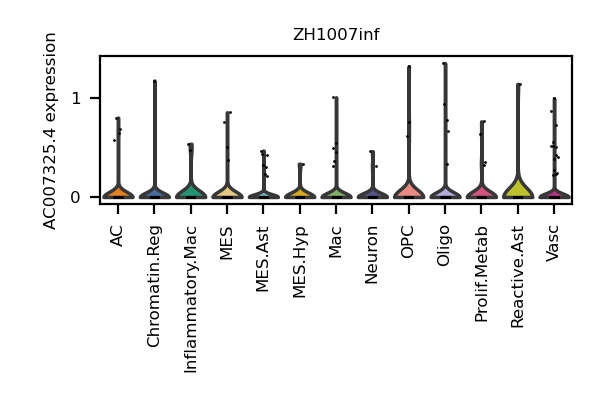 ZH1007inf
AC007325.4 expression
1
0
AC
Chromatin.Reg
Inflammatory.Mac
MES
MES.Ast
MES.Hyp
Mac
Neuron
OPC
Oligo
Prolif.Metab
Reactive.Ast
Vasc